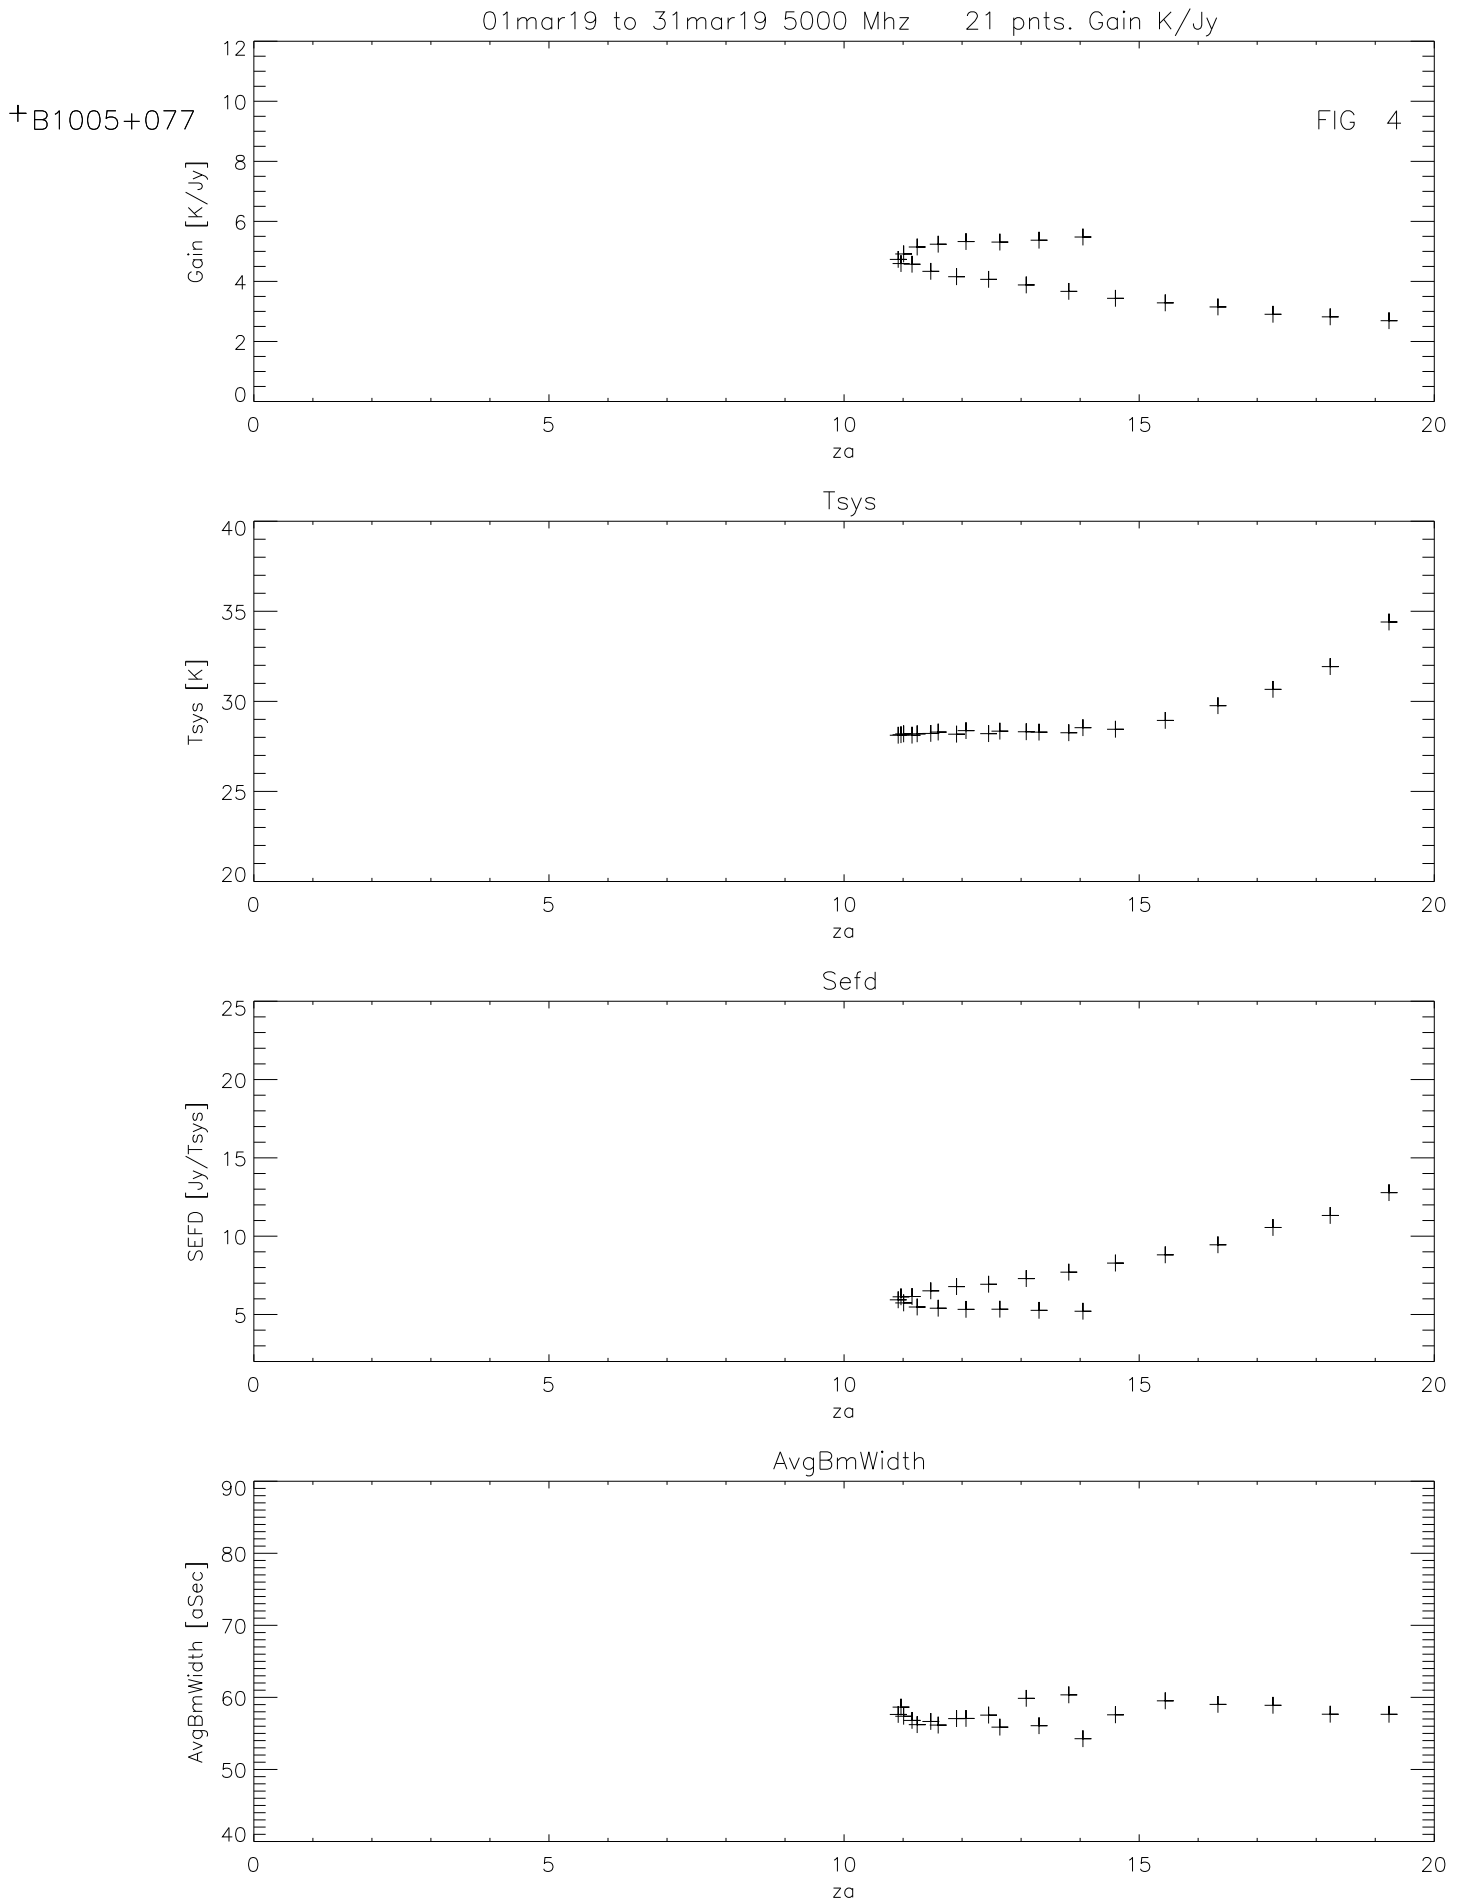 01mar19 to 31mar19 5000 Mhz 21 pnts. Gain K/Jy
+B1005+077
FIG 4
Gain [K/Jy]
12
10
8
6
4
2
0
0 5 10 15 20
za
Tsys
Tsys [K]
40
35
30
25
20
0 5 10 15 20
za
Sefd
SEFD [Jy/Tsys]
25
20
15
10
5
0 5 10 15 20
za
AvgBmWidth
AvgBmWidth [aSec]
90
80
70
60
50
40
0 5 10 15 20
za